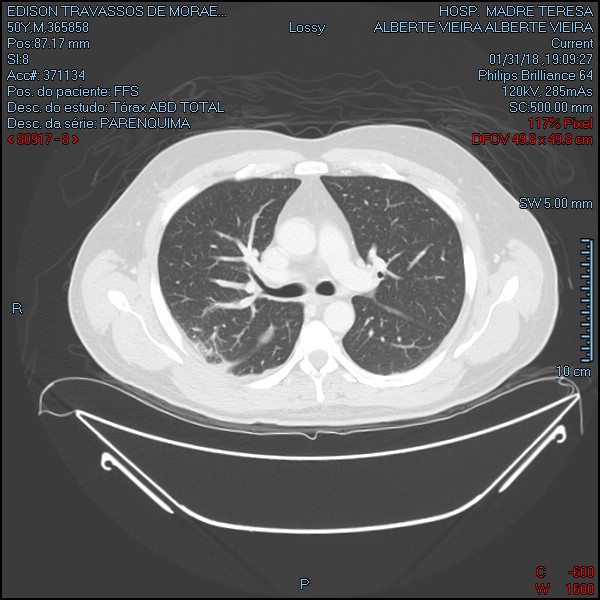 EDISON TRAVASSOS DE MORAE...
50Y,M,365858
Pos:87.17 mm
SI:8
Acc#: 371134
Pos. do paciente: FFS
Desc. do estudo: Tórax ABD TOTAL
Desc. da série: PARENQUIMA
< 80917 - 8 >
Lossy
HOSP. MADRE TERESA
ALBERTE VIEIRA ALBERTE VIEIRA
Current
01/31/18 ,19:09:27
Philips Brilliance 64
120kV, 285mAs
SC:500.00 mm
117% Pixel
DFOV 49.8 x 49.8 cm
SW 5.00 mm
R
10 cm
P
C -600
W 1600